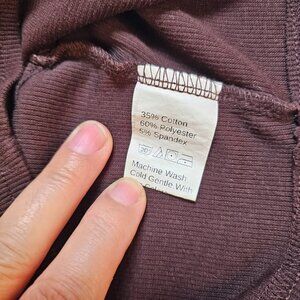 35% Cotton
60% Polyester
5% Spandex
Machine Wash
Cold Gentle With